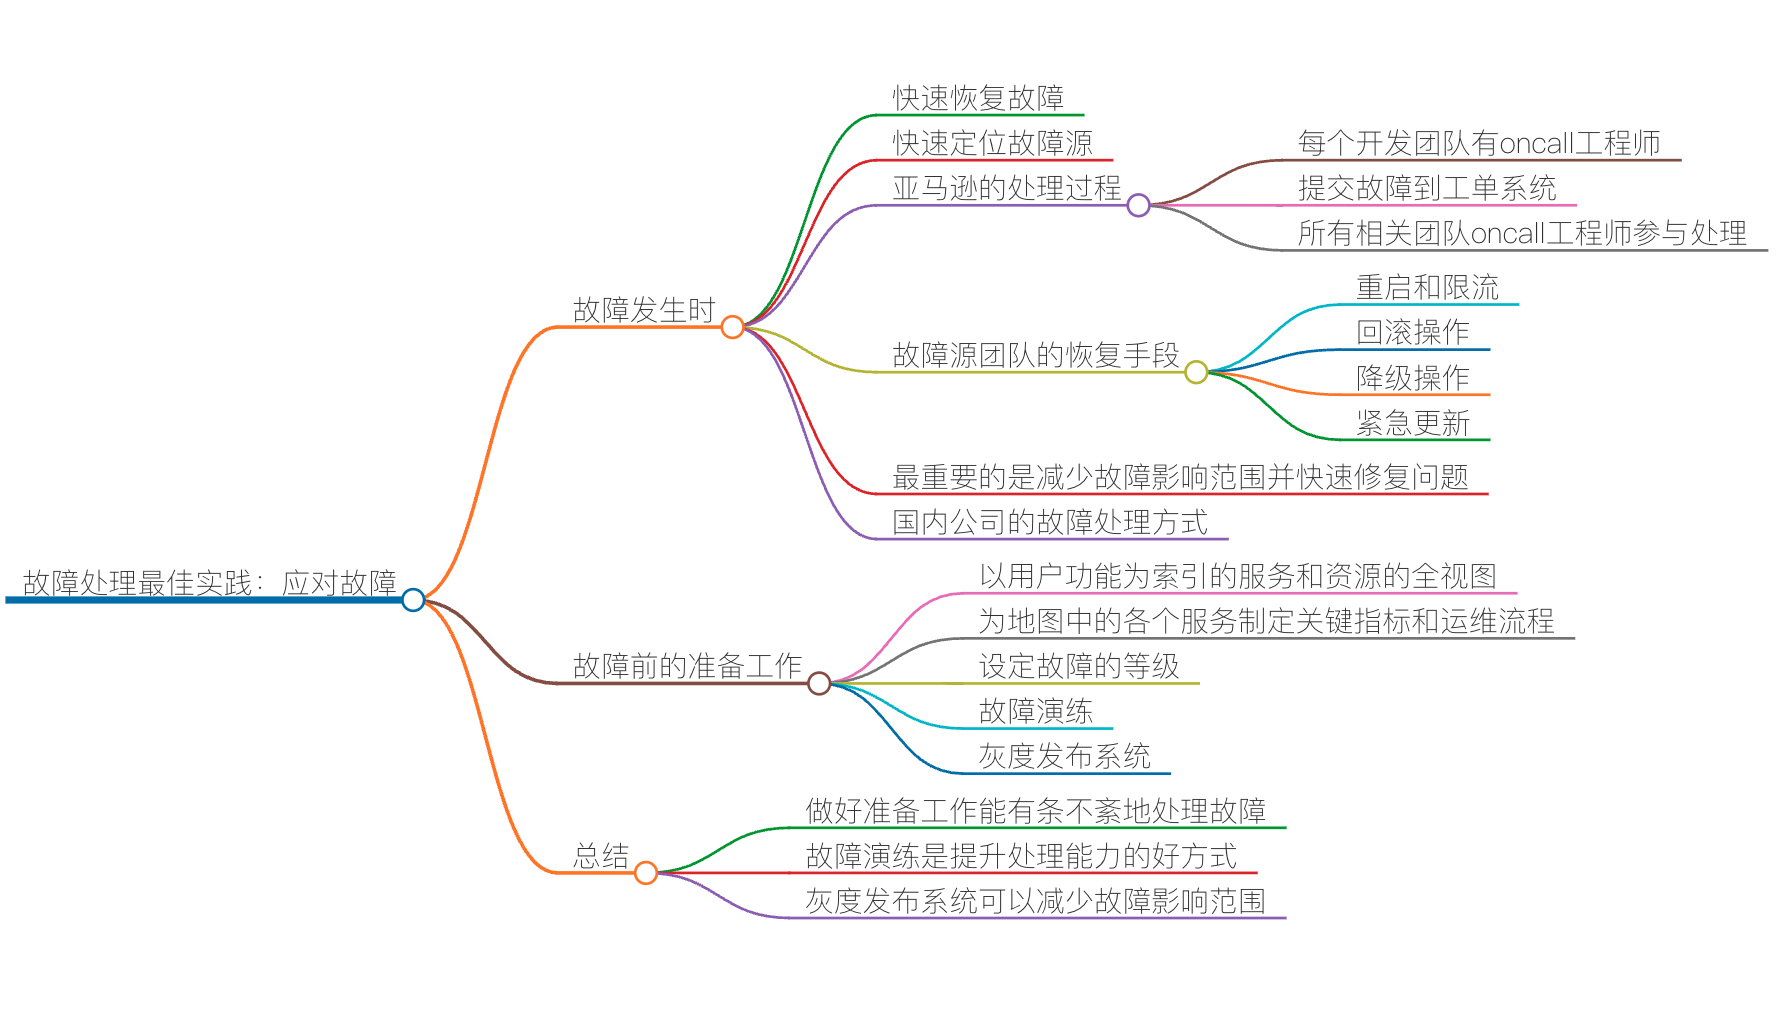 故障处理最佳实践：应对故障
故障发生时
快速恢复故障
快速定位故障源
亚马逊的处理过程
每个开发团队有oncall工程师
提交故障到工单系统
所有相关团队oncall工程师参与处理
故障源团队的恢复手段
重启和限流
回滚操作
降级操作
紧急更新
最重要的是减少故障影响范围并快速修复问题
国内公司的故障处理方式
故障前的准备工作
以用户功能为索引的服务和资源的全视图
为地图中的各个服务制定关键指标和运维流程
设定故障的等级
故障演练
灰度发布系统
总结
做好准备工作能有条不紊地处理故障
故障演练是提升处理能力的好方式
灰度发布系统可以减少故障影响范围